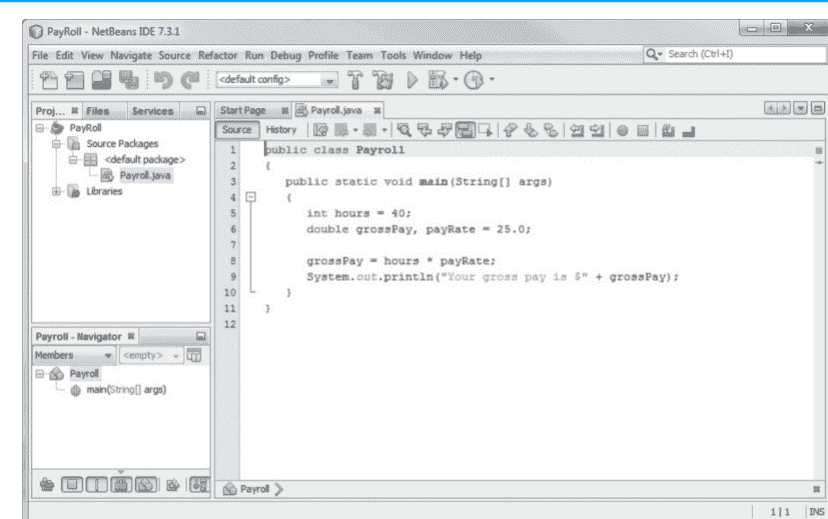 PayRoll - NetBeans IDE 7.3.1
File Edit View Navigate Source Refactor Run Debug Profile Team Tools Window Help
Search (Ctrl+I)
<default config>
Proj... Files Services
Start Page Payroll.java
PayRoll
Source Packages
<default package>
Payroll.java
Libraries
Source History
1 public class Payroll
2 {
3 public static void main(String[] args)
4 {
5 int hours = 40;
6 double grossPay, payRate = 25.0;
7
8 grossPay = hours * payRate;
9 System.out.println("Your gross pay is $" + grossPay);
10 }
11 }
12
Payroll - Navigator
Members <empty>
Payroll
main(String[] args)
Payroll
1|1 INS